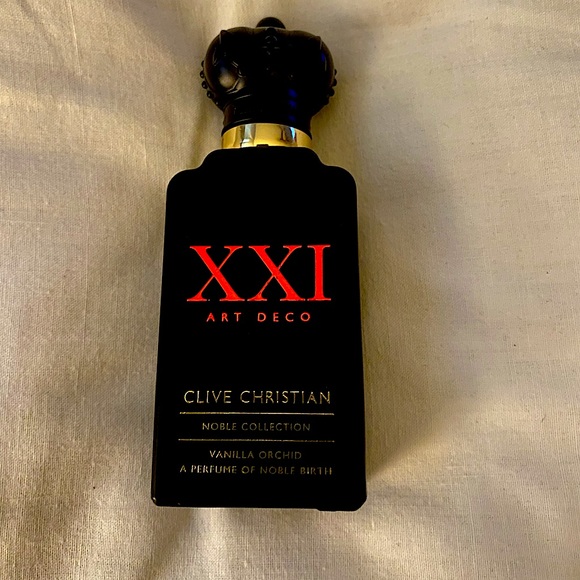 XXI
ART DECO
CLIVE CHRISTIAN
NOBLE COLLECTION
VANILLA ORCHID
A PERFUME OF NOBLE BIRTH